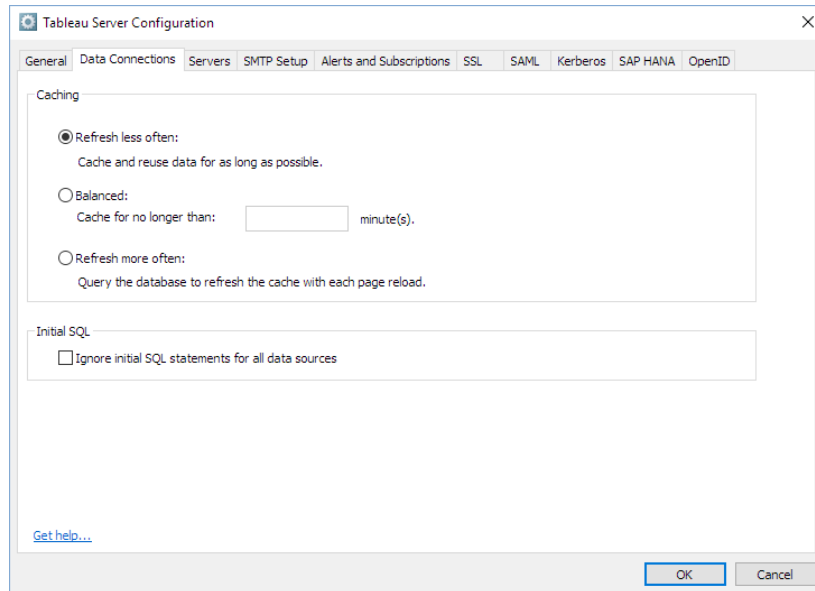 Tableau Server Configuration
General Data Connections Servers SMTP Setup Alerts and Subscriptions SSL SAML Kerberos SAP HANA OpenID
Caching
Refresh less often:
Cache and reuse data for as long as possible.
Balanced:
Cache for no longer than: minute(s).
Refresh more often:
Query the database to refresh the cache with each page reload.
Initial SQL
Ignore initial SQL statements for all data sources
Get help...
OK Cancel